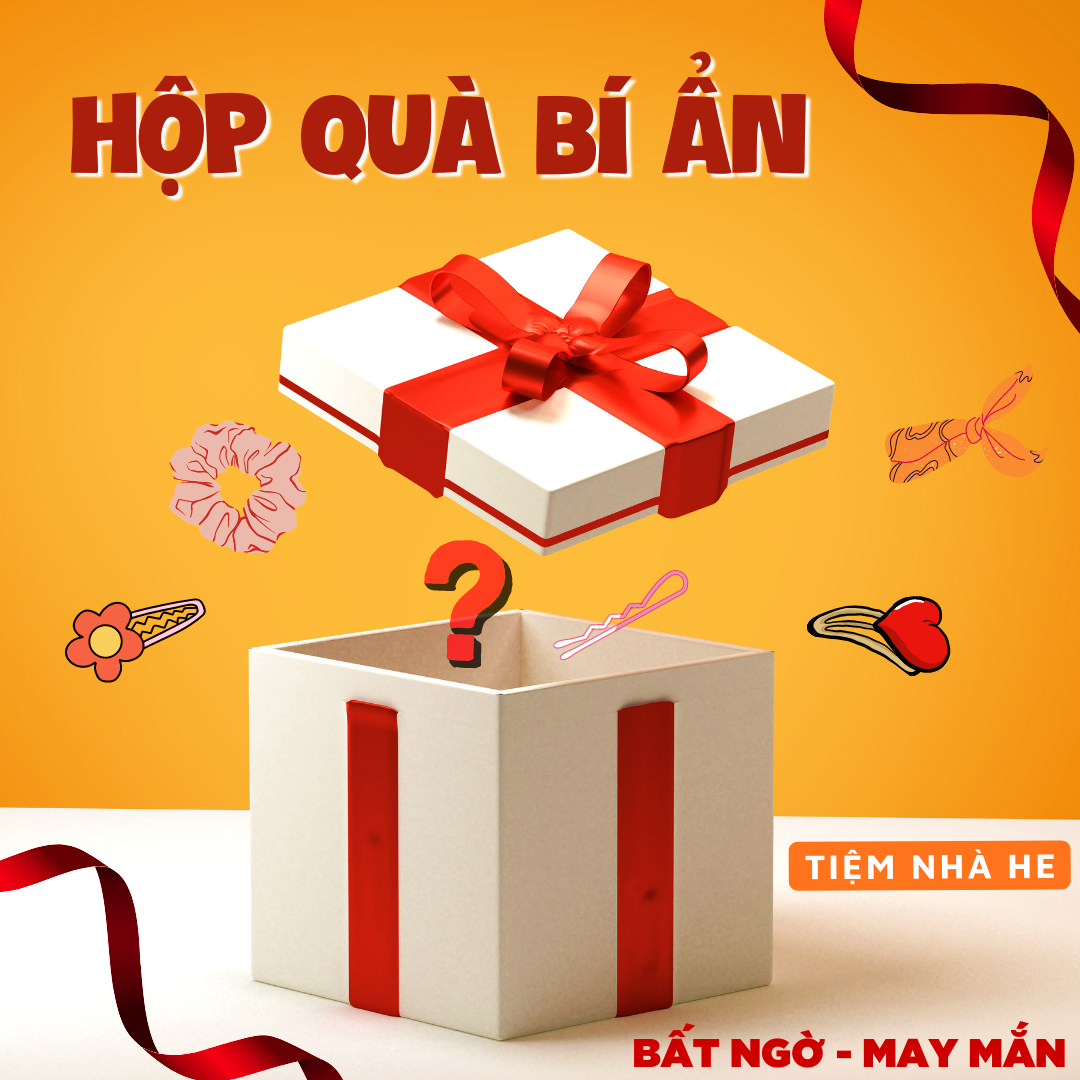 HỘP QUÀ BÍ ẨN
?
TIỆM NHÀ HE
BẤT NGỜ - MAY MẮN